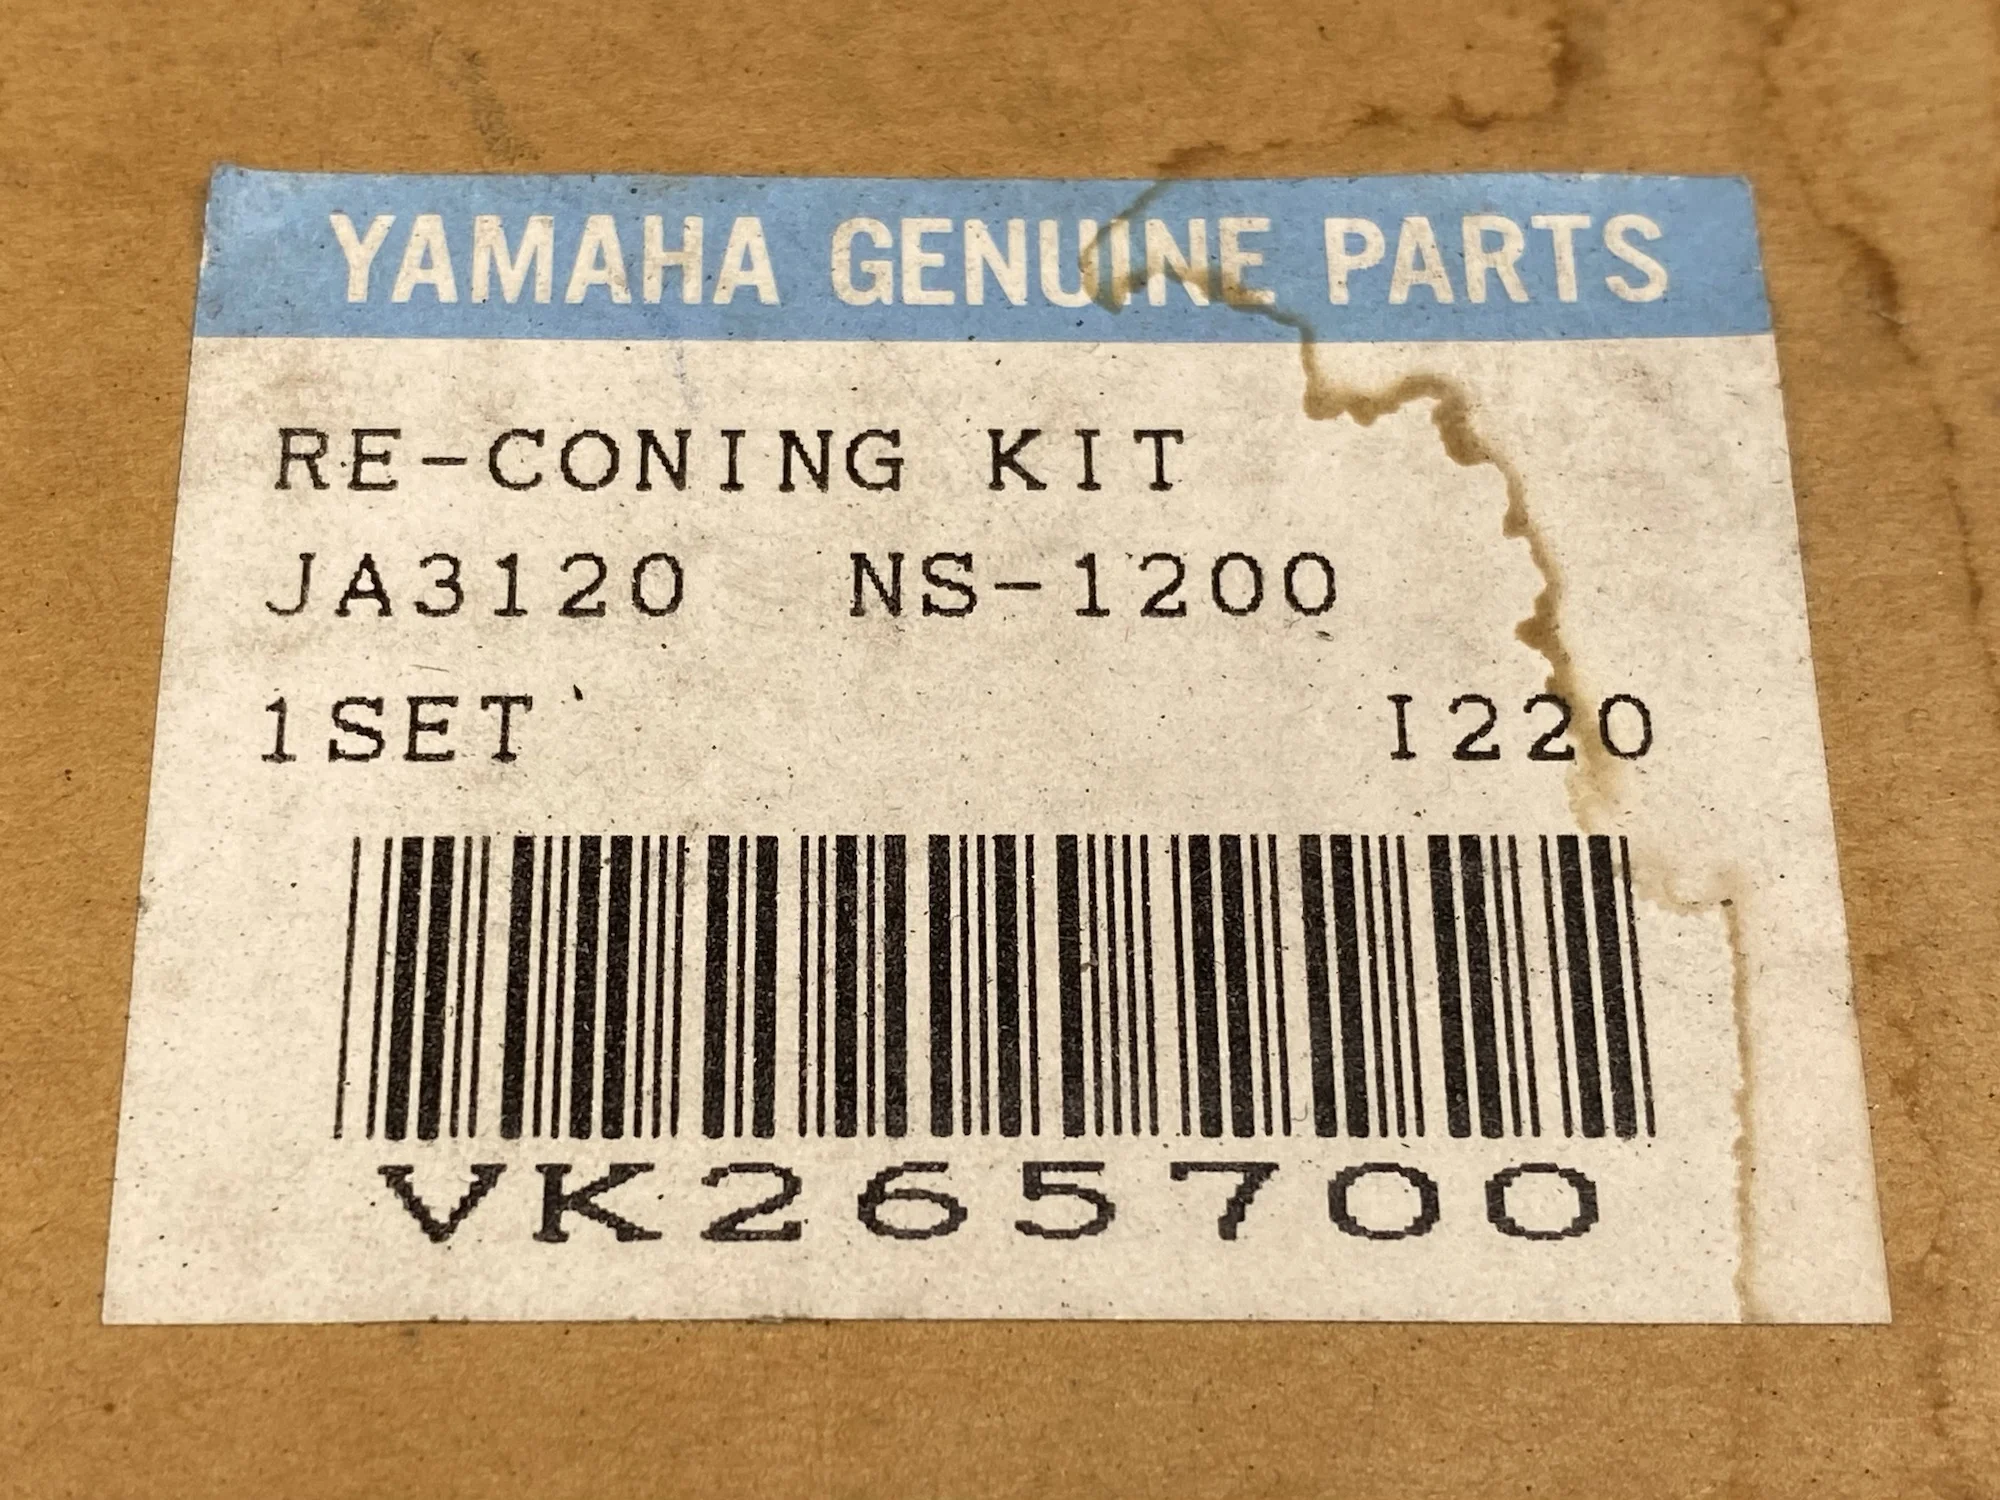 YAMAHA GENUINE PARTS
RE-CONING KIT
JA3120 NS-1200
1SET I220
VK265700